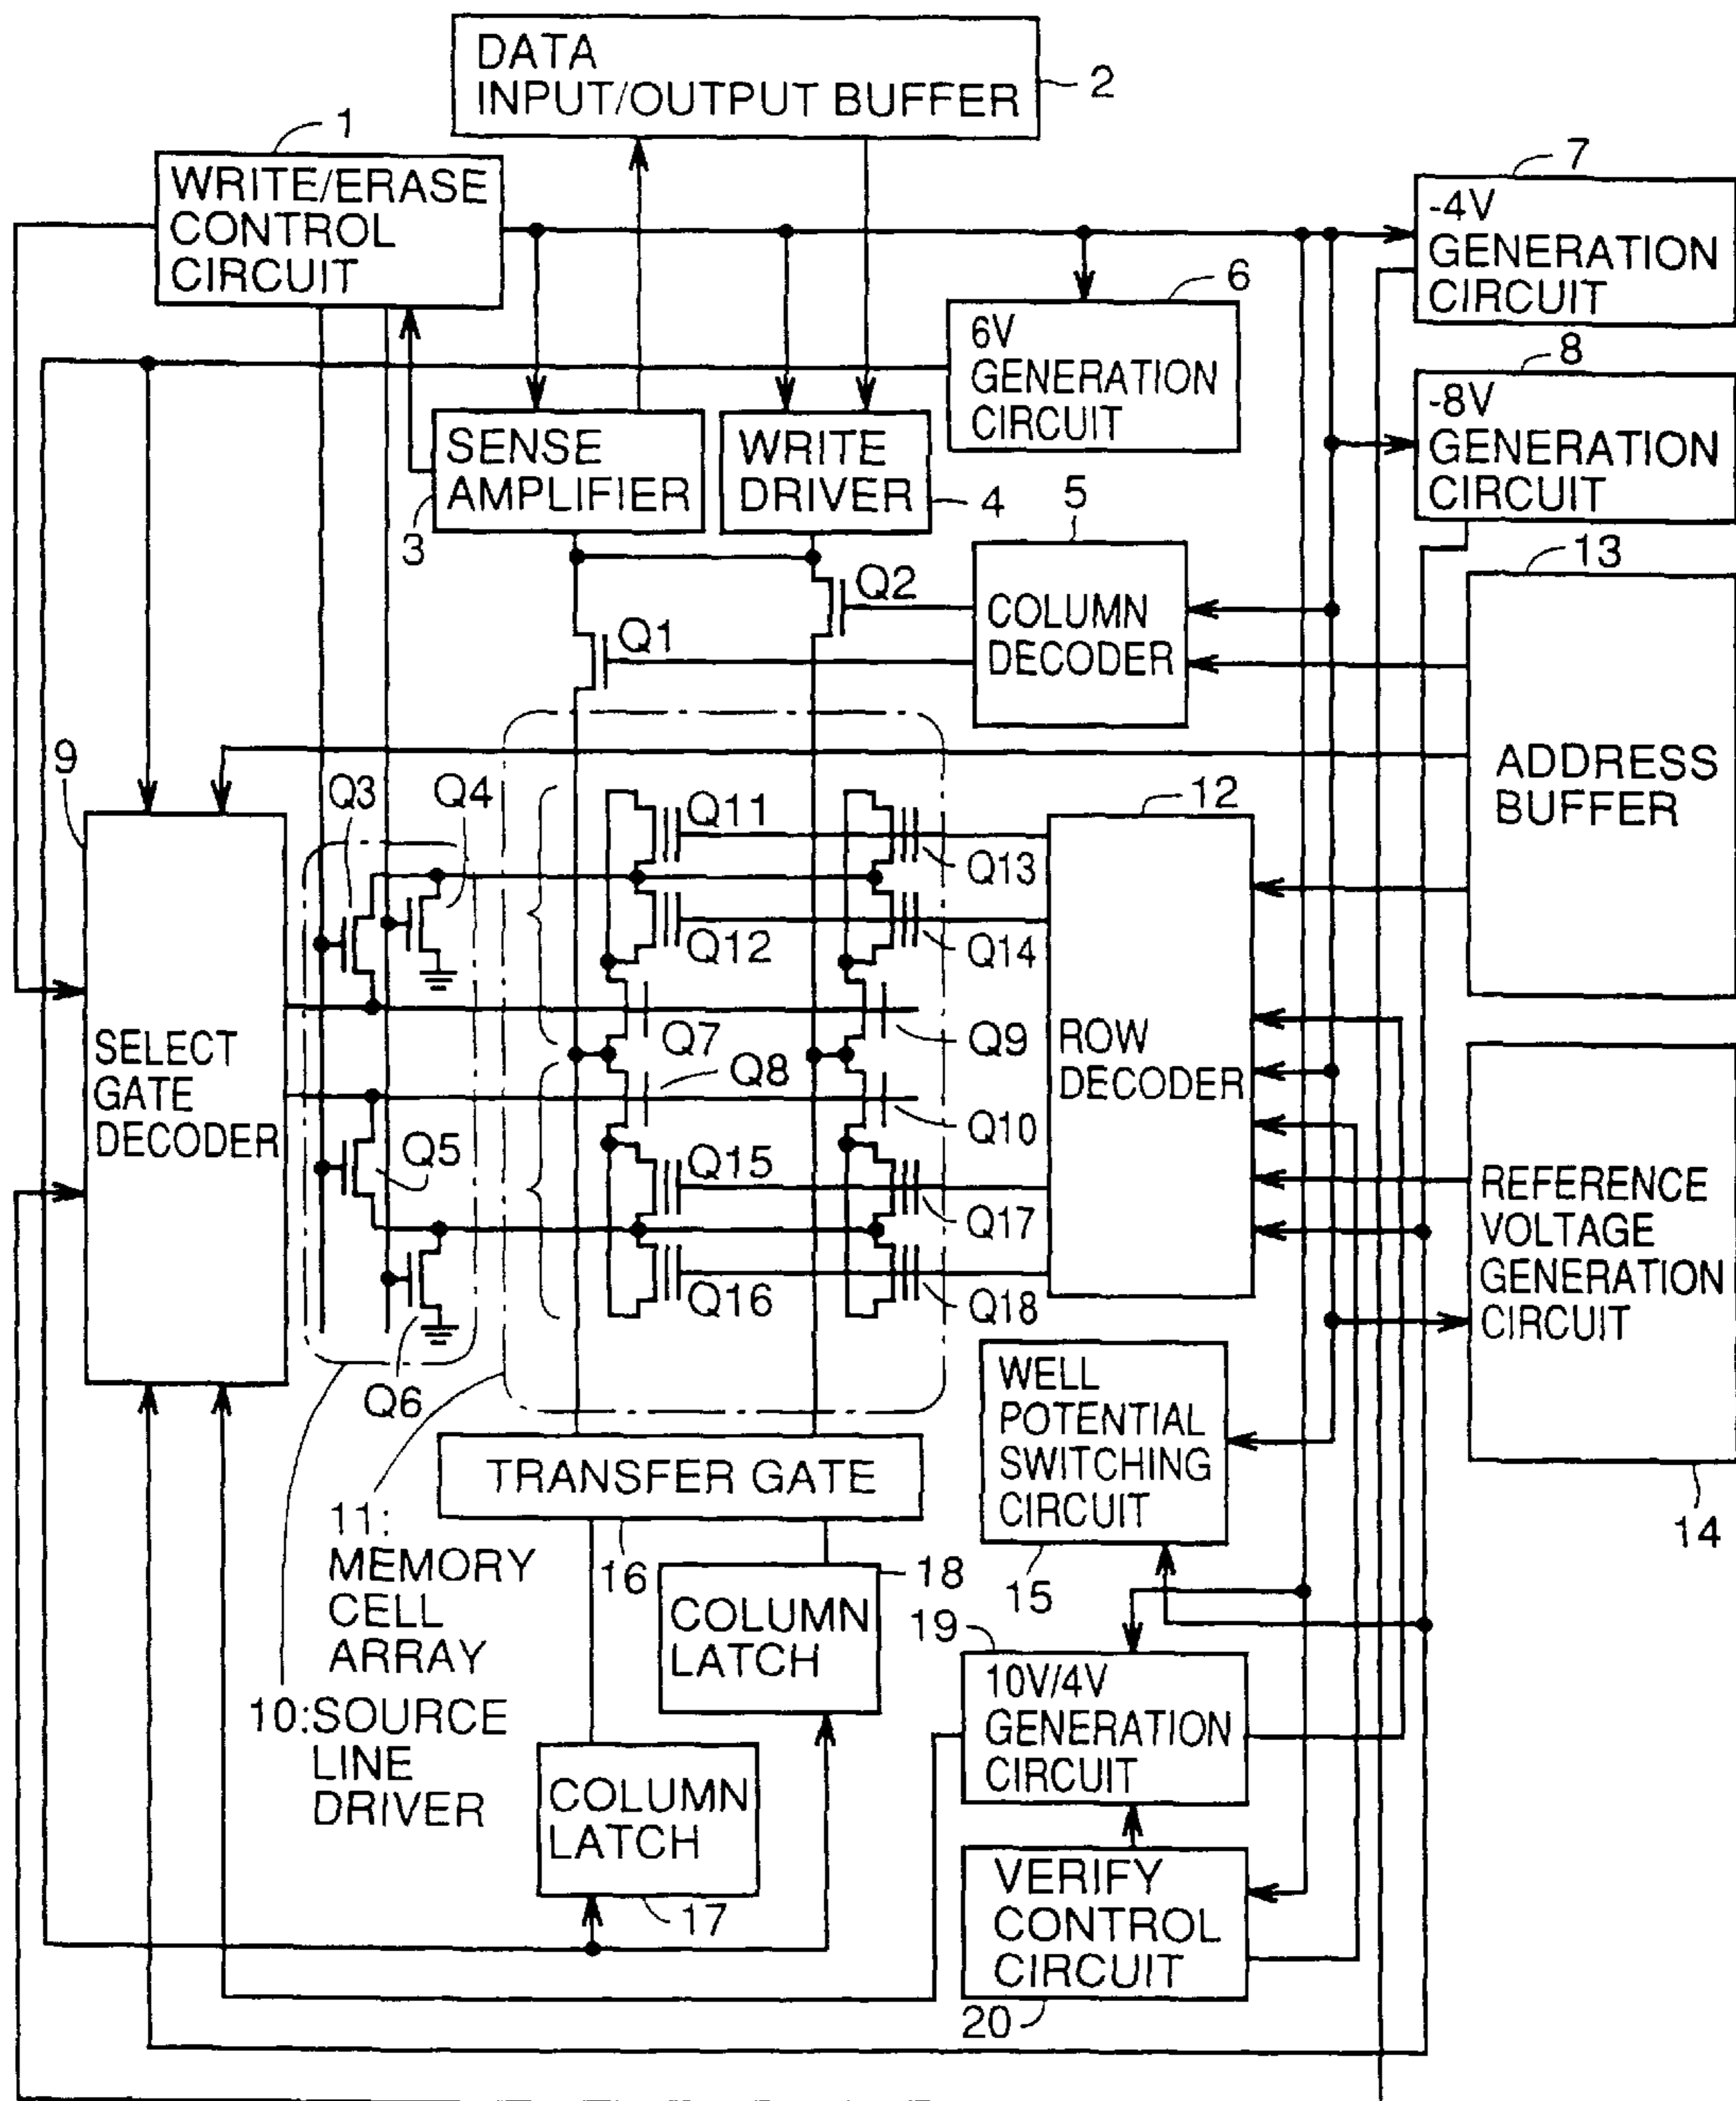 DATA
INPUT/OUTPUT BUFFER
2
1
WRITE/ERASE
CONTROL
CIRCUIT
7
-4V
GENERATION
CIRCUIT
6
6V
GENERATION
CIRCUIT
8
-8V
GENERATION
CIRCUIT
SENSE
AMPLIFIER
3
WRITE
DRIVER
4
5
COLUMN
DECODER
Q2
Q1
13
ADDRESS
BUFFER
9
SELECT
GATE
DECODER
Q3
Q4
Q11
Q13
Q12
Q14
Q7
Q9
Q8
Q10
Q5
Q15
Q17
Q16
Q18
Q6
12
ROW
DECODER
REFERENCE
VOLTAGE
GENERATION
CIRCUIT
14
WELL
POTENTIAL
SWITCHING
CIRCUIT
15
TRANSFER GATE
16
11:
MEMORY
CELL
ARRAY
10:SOURCE
LINE
DRIVER
18
COLUMN
LATCH
COLUMN
LATCH
17
19
10V/4V
GENERATION
CIRCUIT
VERIFY
CONTROL
CIRCUIT
20